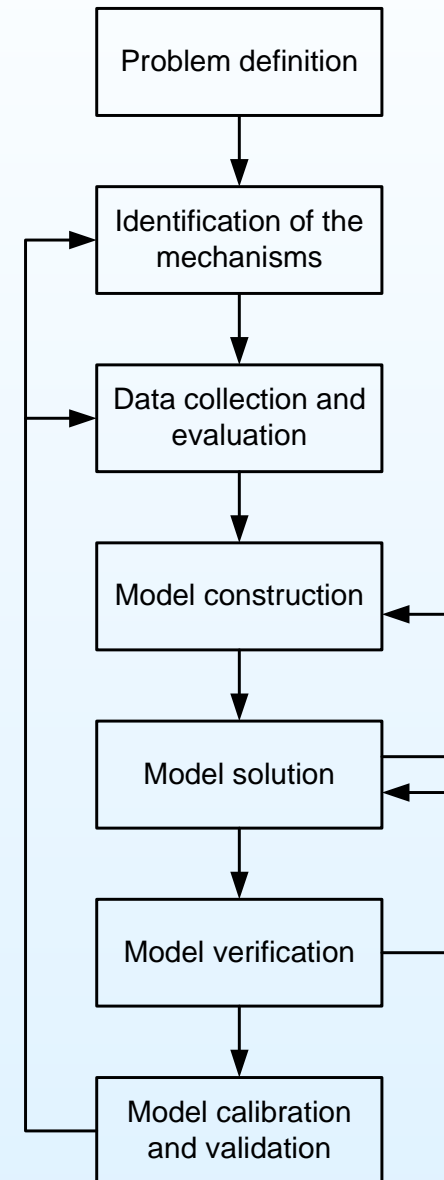 Problem definition
Identification of the
mechanisms
Data collection and
evaluation
Model construction
Model solution
Model verification
Model calibration
and validation